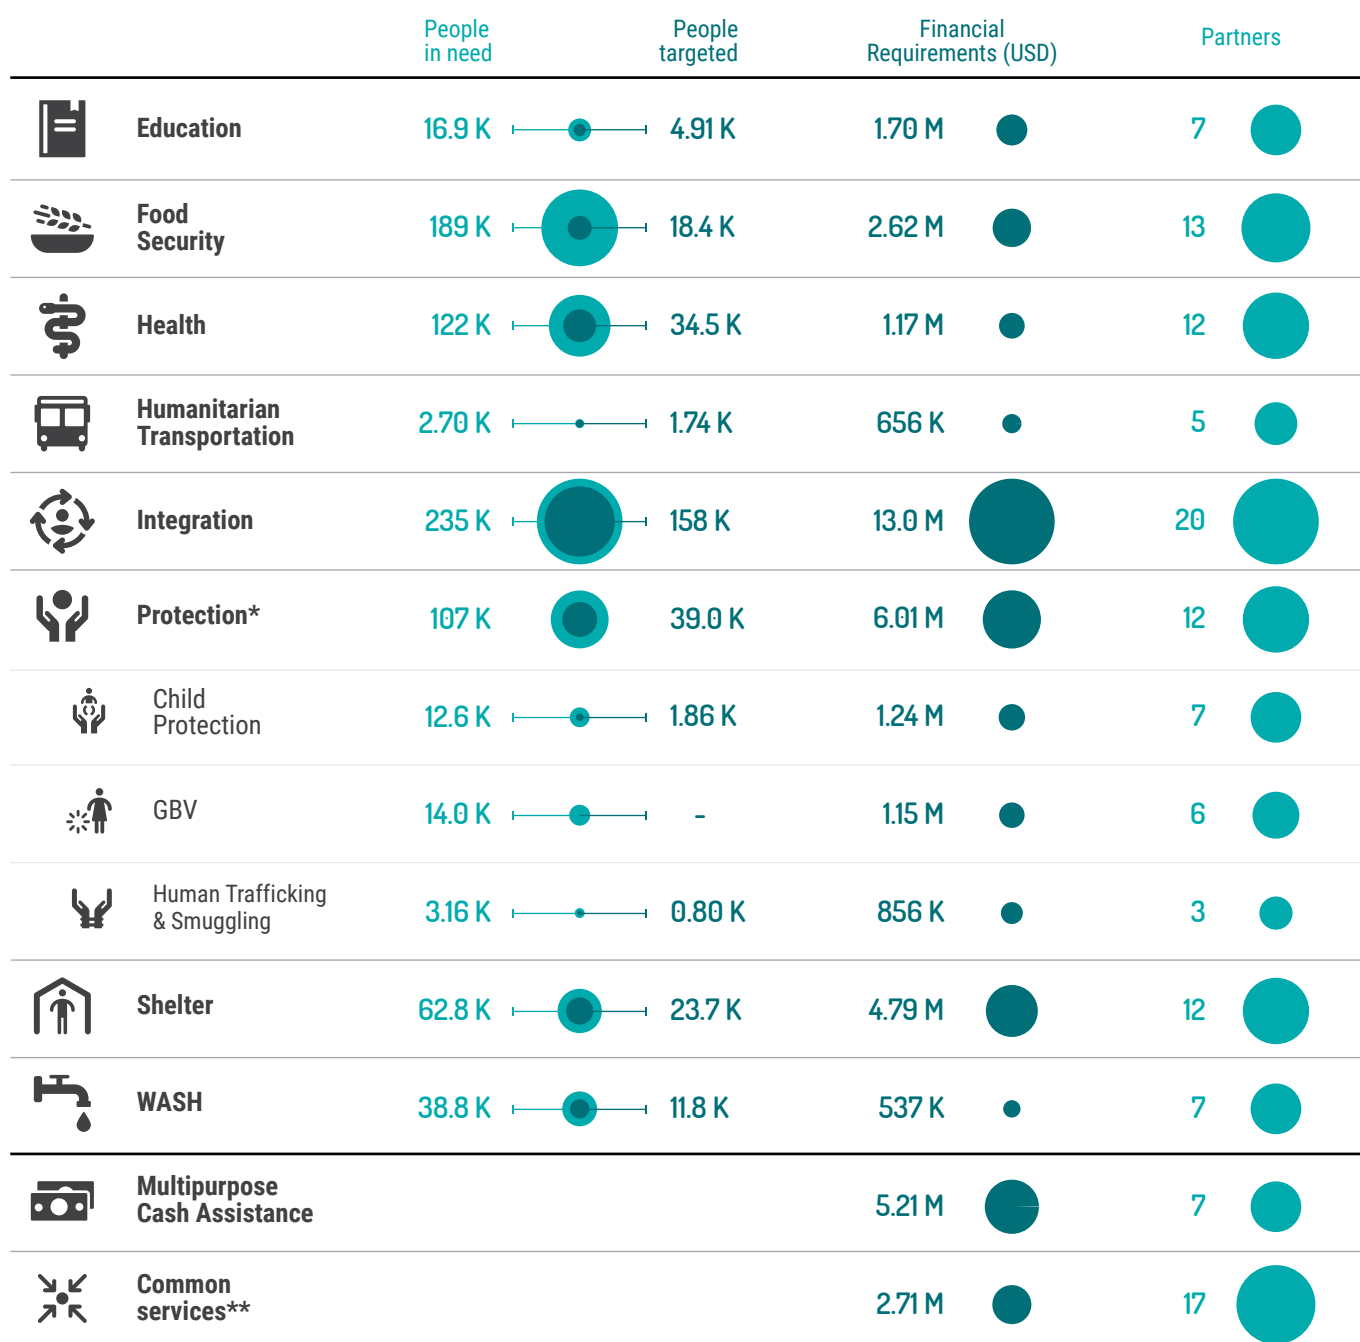 People
in need
People
targeted
Financial
Requirements (USD)
Partners
Education
16.9 K
4.91 K
1.70 M
7
Food
Security
189 K
18.4 K
2.62 M
13
Health
122 K
34.5 K
1.17 M
12
Humanitarian
Transportation
2.70 K
1.74 K
656 K
5
Integration
235 K
158 K
13.0 M
20
Protection*
107 K
39.0 K
6.01 M
12
Child
Protection
12.6 K
1.86 K
1.24 M
7
GBV
14.0 K
-
1.15 M
6
Human Trafficking
& Smuggling
3.16 K
0.80 K
856 K
3
Shelter
62.8 K
23.7 K
4.79 M
12
WASH
38.8 K
11.8 K
537 K
7
Multipurpose
Cash Assistance
5.21 M
7
Common
services**
2.71 M
17